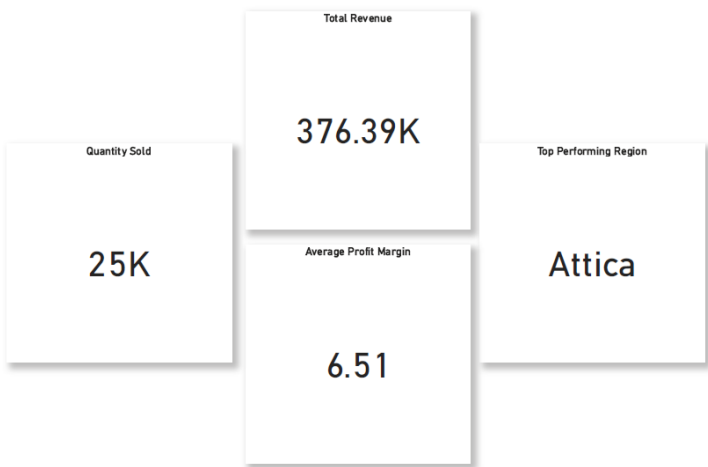 Total Revenue
376.39K
Quantity Sold
25K
Top Performing Region
Attica
Average Profit Margin
6.51